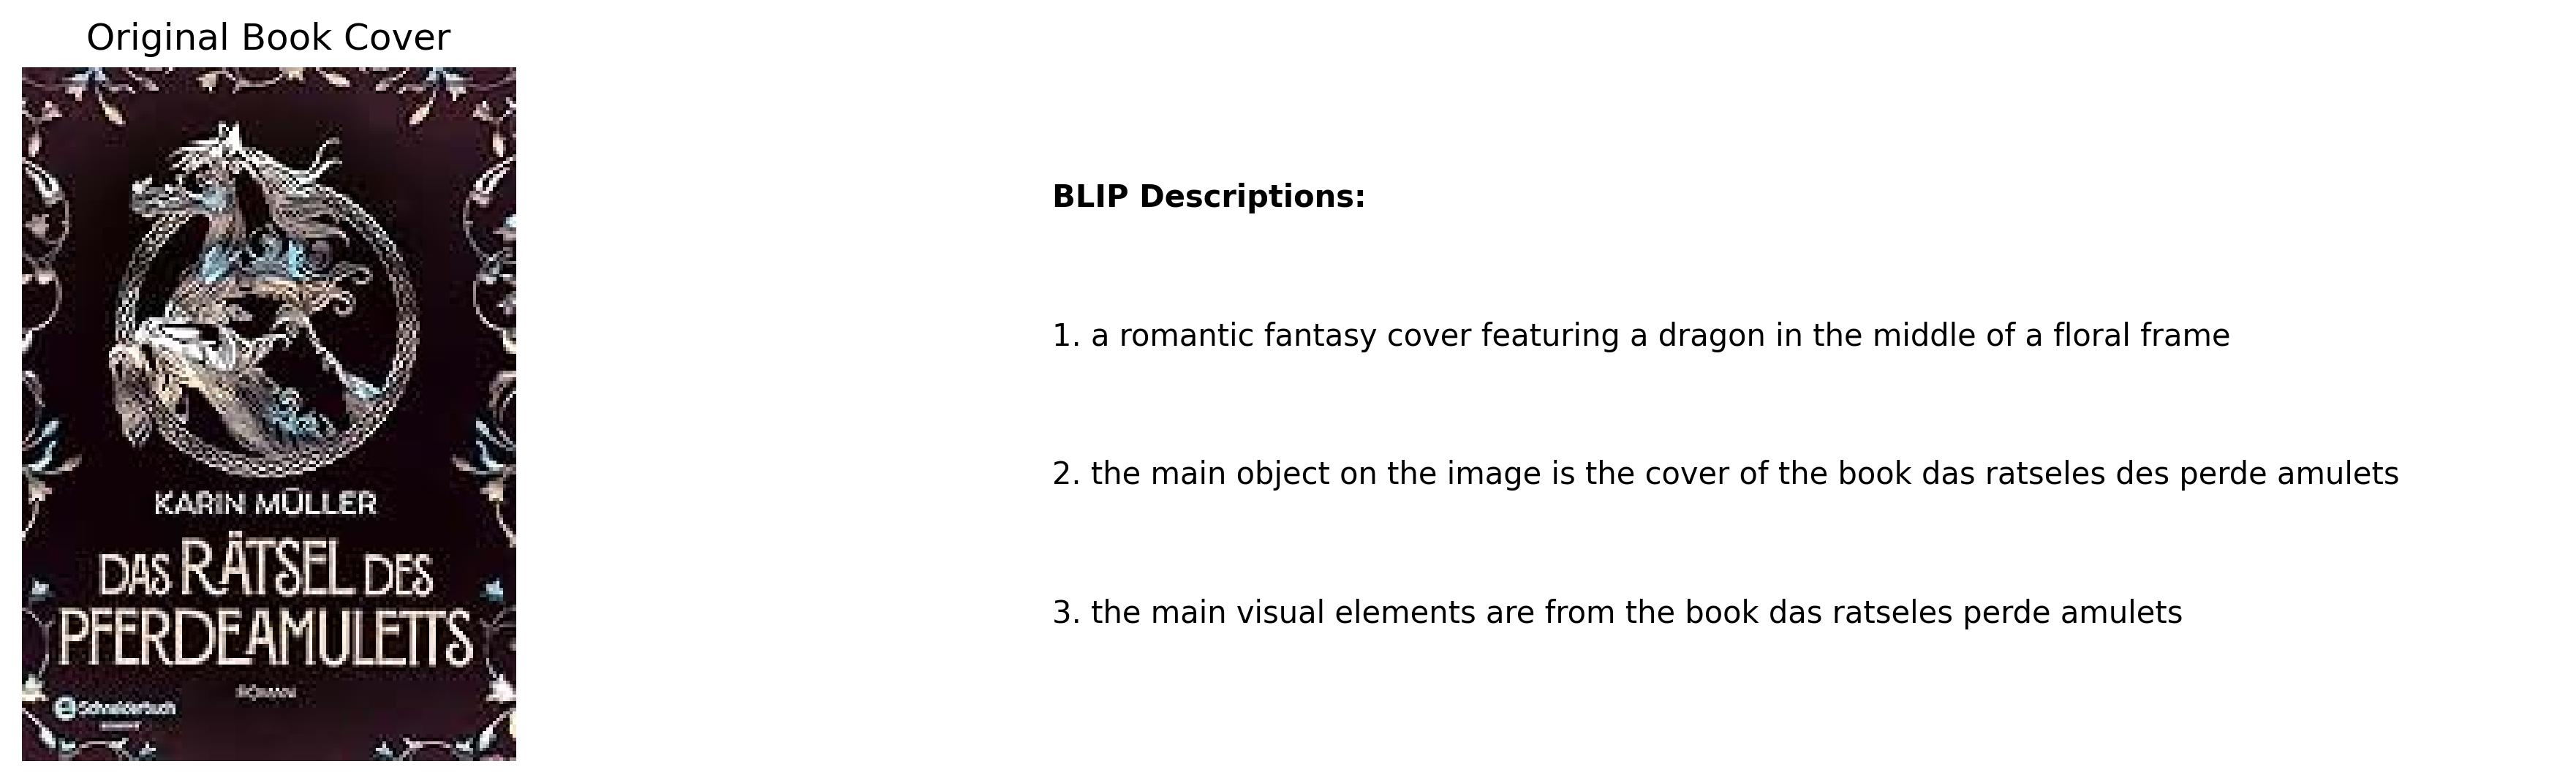 Original Book Cover
KARIN MÜLLER
DAS RÄTSEL DES
PFERDEAMULETTS
ROMAN
Schneiderbuch
BLIP Descriptions:
1. a romantic fantasy cover featuring a dragon in the middle of a floral frame
2. the main object on the image is the cover of the book das ratseles des perde amulets
3. the main visual elements are from the book das ratseles perde amulets